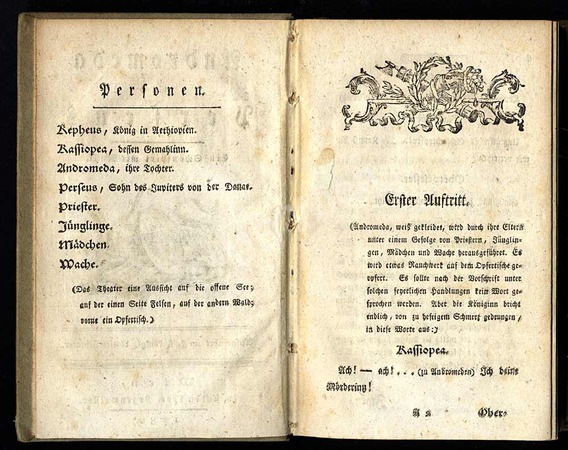 Personen.
Kepheus, König in Aethiopien.
Kassiopea, dessen Gemahlinn.
Andromeda, ihre Tochter.
Perseus, Sohn des Jupiters von der Danae.
Priester.
Jünglinge.
Mädchen.
Wache.
(Das Theater eine Aussicht auf die offene See;
auf der einen Seite Felsen, auf der andern Wald;
vorne ein Opfertisch.)
Erster Auftritt.
(Andromeda, weiß gekleidet, wird durch ihre Eltern
unter einem Gefolge von Priestern, Jünglin-
gen, Mädchen und Wache herausgeführet. Es
wird etwas Rauchwerk auf dem Opfertische ge-
opfert. Es sollte nach der Vorschrift unter
solchen feyerlichen Handlungen kein Wort ge-
sprochen werden. Aber die Königinn bricht
endlich, von zu heftigem Schmerz gedrungen,
in diese Worte aus:)
Kassiopea.
Ach! — ach! . . . (zu Andromeden) Ich deine
Mörderinn!
Ober-